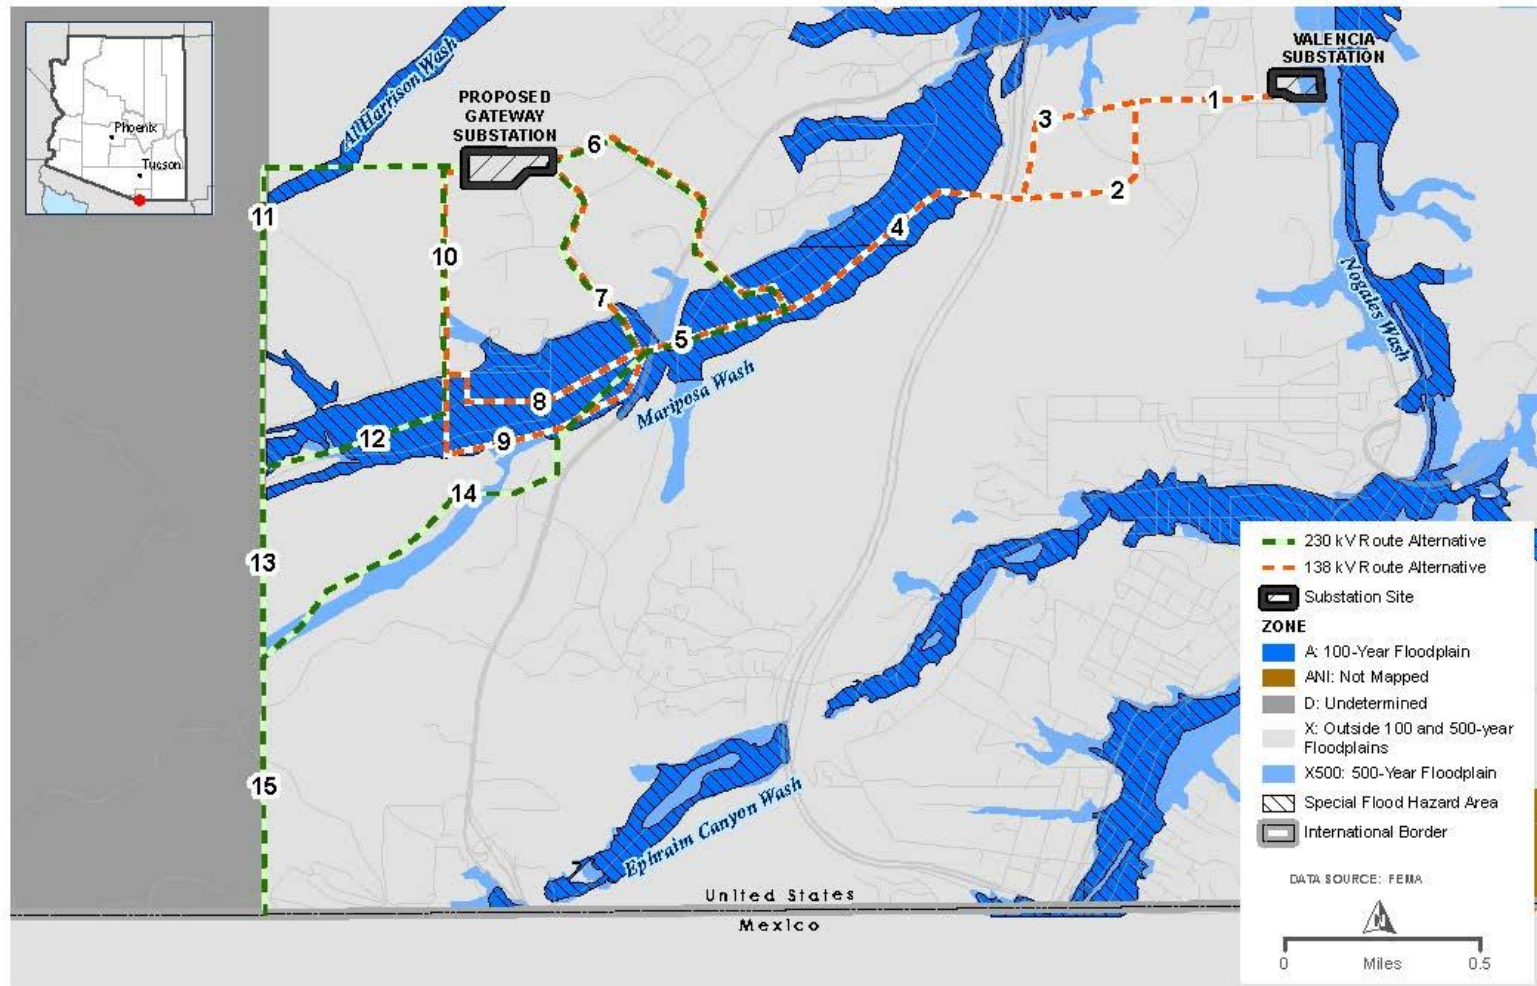 Phoenix
Tucson
Al Harrison Wash
PROPOSED
GATEWAY
SUBSTATION
VALENCIA
SUBSTATION
1
3
6
2
11
4
10
7
5
Nogales Wash
Mariposa Wash
8
12
9
14
13
15
Ephraim Canyon Wash
United States
Mexico
230 kV Route Alternative
138 kV Route Alternative
Substation Site
ZONE
A: 100-Year Floodplain
ANI: Not Mapped
D: Undetermined
X: Outside 100 and 500-year
Floodplains
X500: 500-Year Floodplain
Special Flood Hazard Area
International Border
DATA SOURCE: FEMA
N
0 Miles 0.5